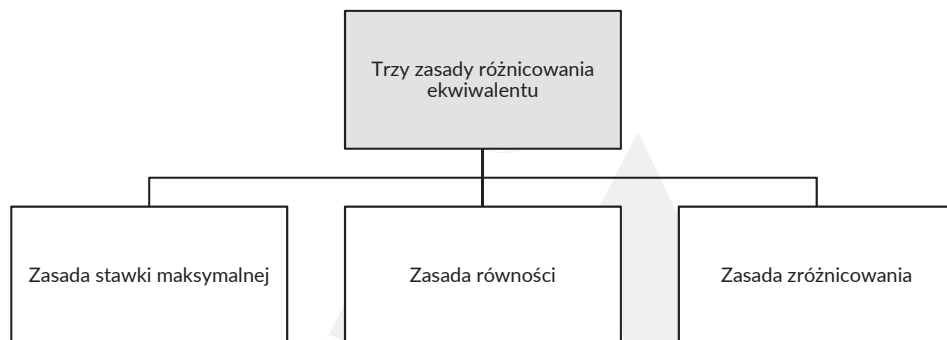 Trzy zasady różnicowania
ekwiwalentu
Zasada stawki maksymalnej
Zasada równości
Zasada zróżnicowania